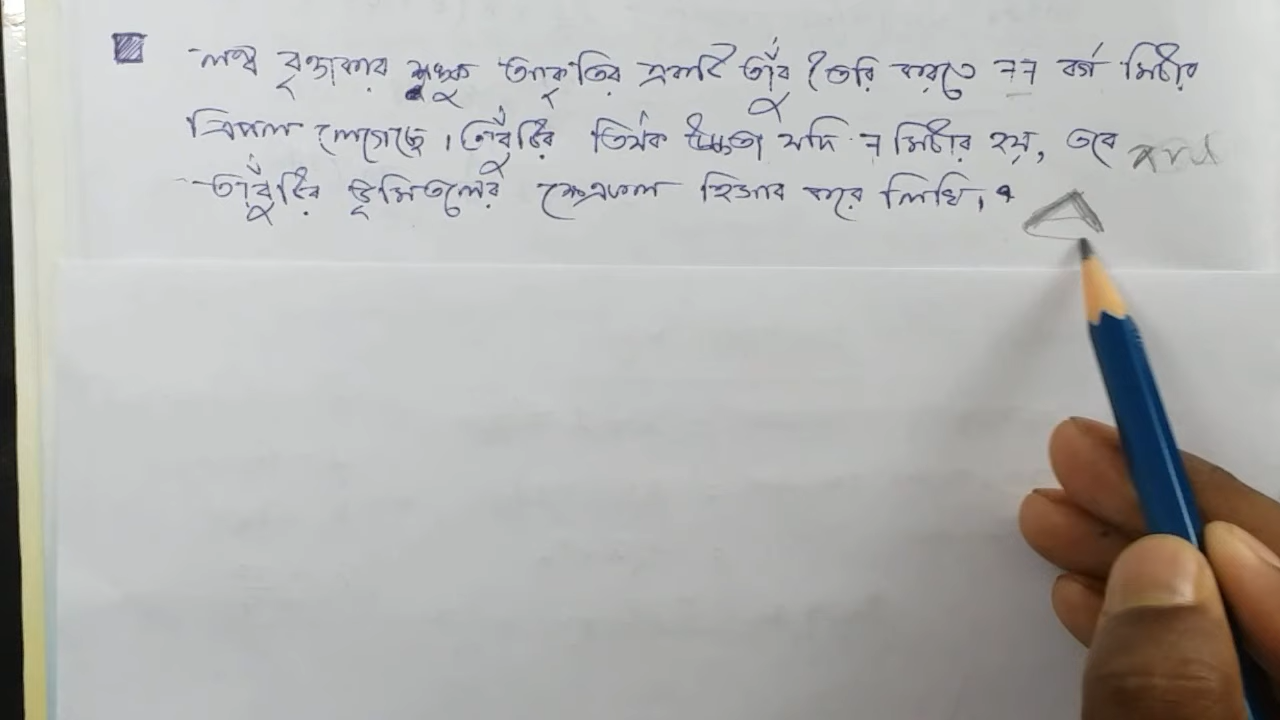 লম্ব বৃত্তাকার শঙ্কু আকৃতির একটি তাঁবু তৈরি করতে ৭৭ বর্গ মিটার
ত্রিপল লেগেছে। তাঁবুটির তির্যক উচ্চতা যদি ৭ মিটার হয়, তবে
তাঁবুটির ভূমিতলের ক্ষেত্রফল হিসাব করে লিখি।